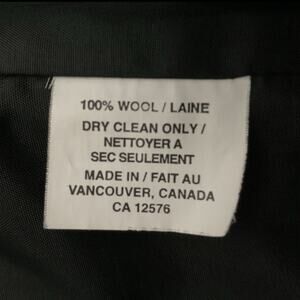 100% WOOL / LAINE
DRY CLEAN ONLY /
NETTOYER A
SEC SEULEMENT
MADE IN / FAIT AU
VANCOUVER, CANADA
CA 12576